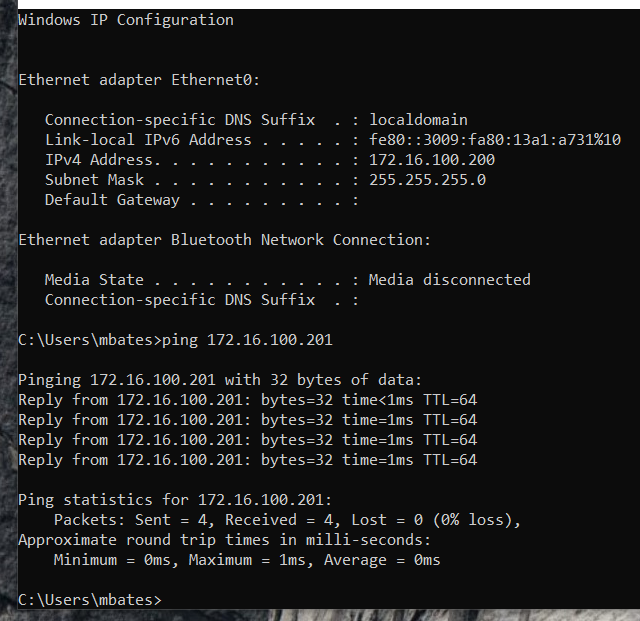 Windows IP Configuration
Ethernet adapter Ethernet0:
Connection-specific DNS Suffix  . : localdomain
Link-local IPv6 Address . . . . . : fe80::3009:fa80:13a1:a731%10
IPv4 Address. . . . . . . . . . . : 172.16.100.200
Subnet Mask . . . . . . . . . . . : 255.255.255.0
Default Gateway . . . . . . . . . :
Ethernet adapter Bluetooth Network Connection:
Media State . . . . . . . . . . . : Media disconnected
Connection-specific DNS Suffix  . :
C:\Users\mbates>ping 172.16.100.201
Pinging 172.16.100.201 with 32 bytes of data:
Reply from 172.16.100.201: bytes=32 time<1ms TTL=64
Reply from 172.16.100.201: bytes=32 time=1ms TTL=64
Reply from 172.16.100.201: bytes=32 time=1ms TTL=64
Reply from 172.16.100.201: bytes=32 time=1ms TTL=64
Ping statistics for 172.16.100.201:
Packets: Sent = 4, Received = 4, Lost = 0 (0% loss),
Approximate round trip times in milli-seconds:
Minimum = 0ms, Maximum = 1ms, Average = 0ms
C:\Users\mbates>